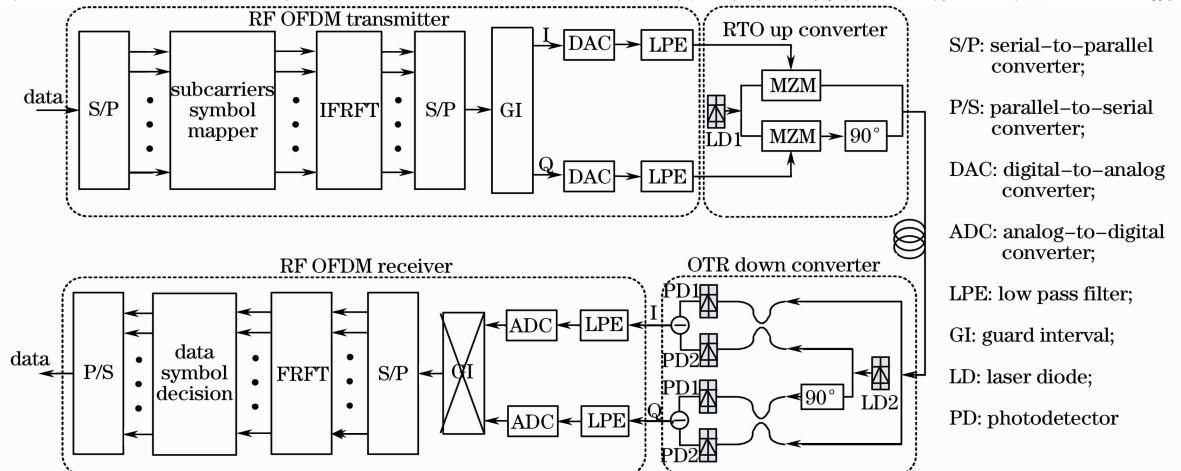 RF OFDM transmitter
data
S/P
subcarriers
symbol
mapper
IFRFT
S/P
GI
I
DAC
LPE
Q
DAC
LPE
RTO up converter
LD1
MZM
MZM
90°
RF OFDM receiver
data
P/S
data
symbol
decision
FRFT
S/P
GI
ADC
LPE
I
ADC
LPE
Q
OTR down converter
PD1
PD2
PD1
PD2
90°
LD2
S/P: serial-to-parallel
converter;
P/S: parallel-to-serial
converter;
DAC: digital-to-analog
converter;
ADC: analog-to-digital
converter;
LPE: low pass filter;
GI: guard interval;
LD: laser diode;
PD: photodetector